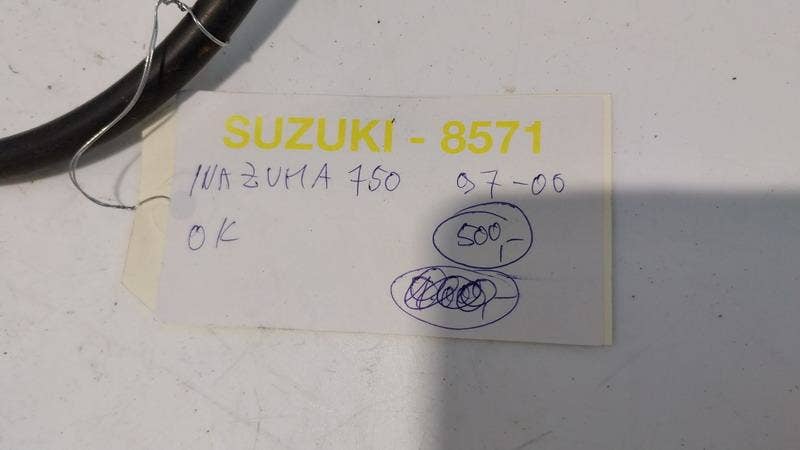 SUZUKI - 8571
INAZUMA 750 97-00
OK 500,-